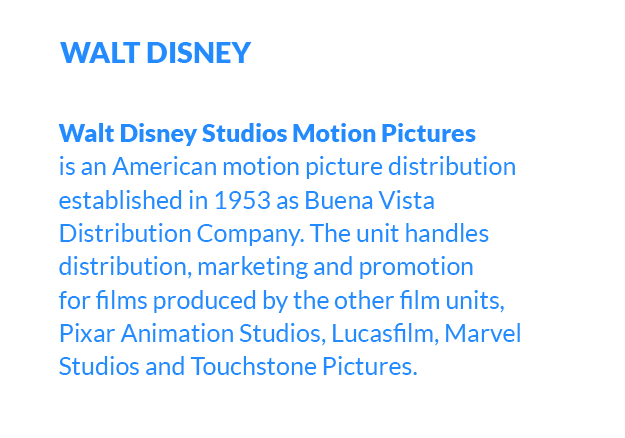 WALT DISNEY
Walt Disney Studios Motion Pictures
is an American motion picture distribution
established in 1953 as Buena Vista
Distribution Company. The unit handles
distribution, marketing and promotion
for films produced by the other film units,
Pixar Animation Studios, Lucasfilm, Marvel
Studios and Touchstone Pictures.